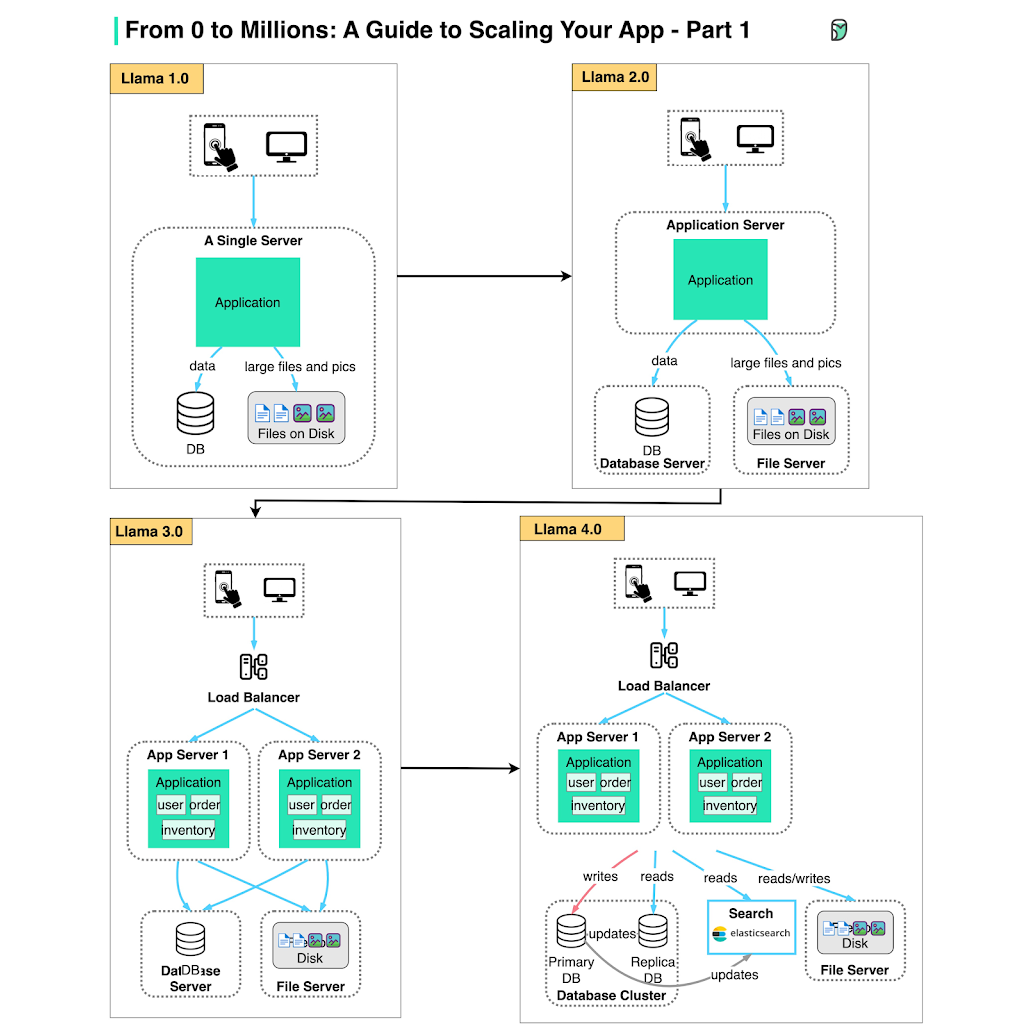 From 0 to Millions: A Guide to Scaling Your App - Part 1
Llama 1.0
A Single Server
Application
data
large files and pics
DB
Files on Disk
Llama 2.0
Application Server
Application
data
large files and pics
DB
Database Server
Files on Disk
File Server
Llama 3.0
Load Balancer
App Server 1
Application
user order
inventory
App Server 2
Application
user order
inventory
DB
Database
Server
Disk
File Server
Llama 4.0
Load Balancer
App Server 1
Application
user order
inventory
App Server 2
Application
user order
inventory
writes
reads
reads
reads/writes
updates
Primary
DB
Replica
DB
Database Cluster
Search
elasticsearch
updates
Disk
File Server